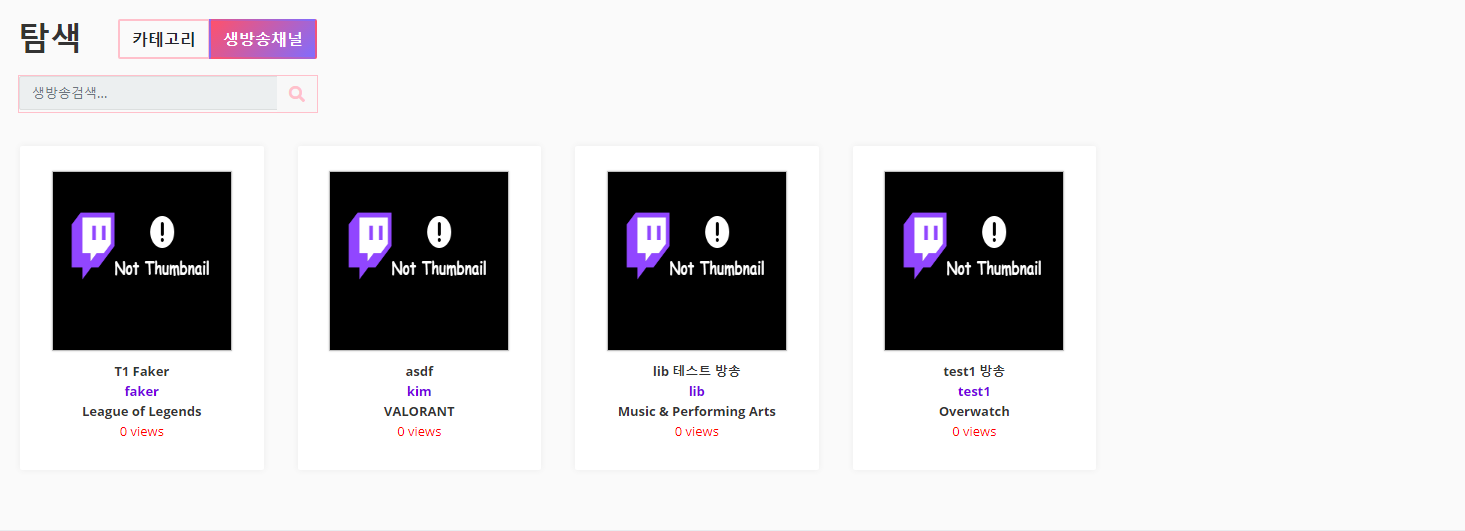 탐색
카테고리
생방송채널
생방송검색...
Not Thumbnail
T1 Faker
faker
League of Legends
0 views
Not Thumbnail
asdf
kim
VALORANT
0 views
Not Thumbnail
lib 테스트 방송
lib
Music & Performing Arts
0 views
Not Thumbnail
test1 방송
test1
Overwatch
0 views